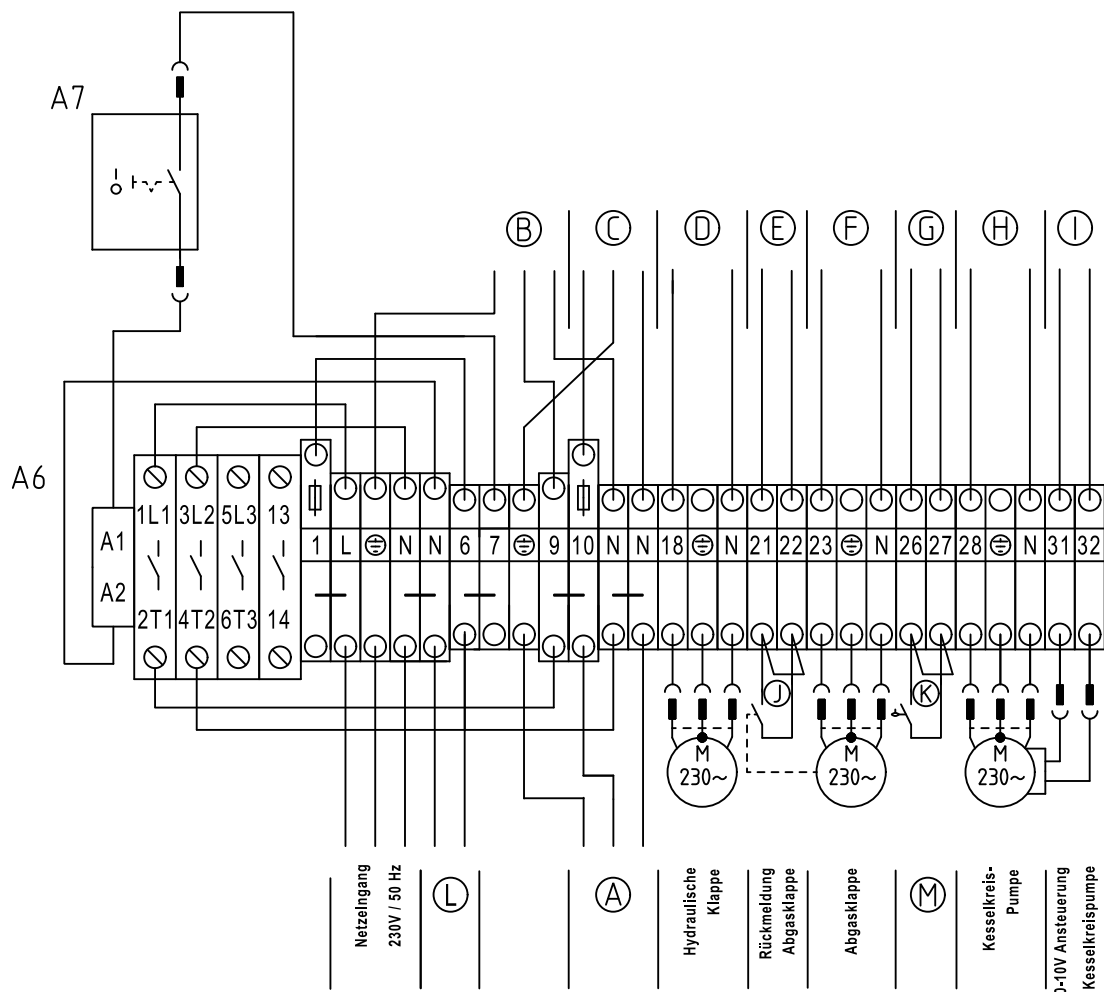 A7
B C D E F G H I
A6
A1
A2
1L1 3L2 5L3 13
2T1 4T2 6T3 14
1 L N N 6 7 9 10 N N 18 N 21 22 23 N 26 27 28 N 31 32
J K
M
230~
M
230~
M
230~
Netzeingang
230V / 50 Hz
L
A
Hydraulische
Klappe
Rückmeldung
Abgasklappe
Abgasklappe
M
Kesselkreis-
Pumpe
0-10V Ansteuerung
Kesselkreispumpe